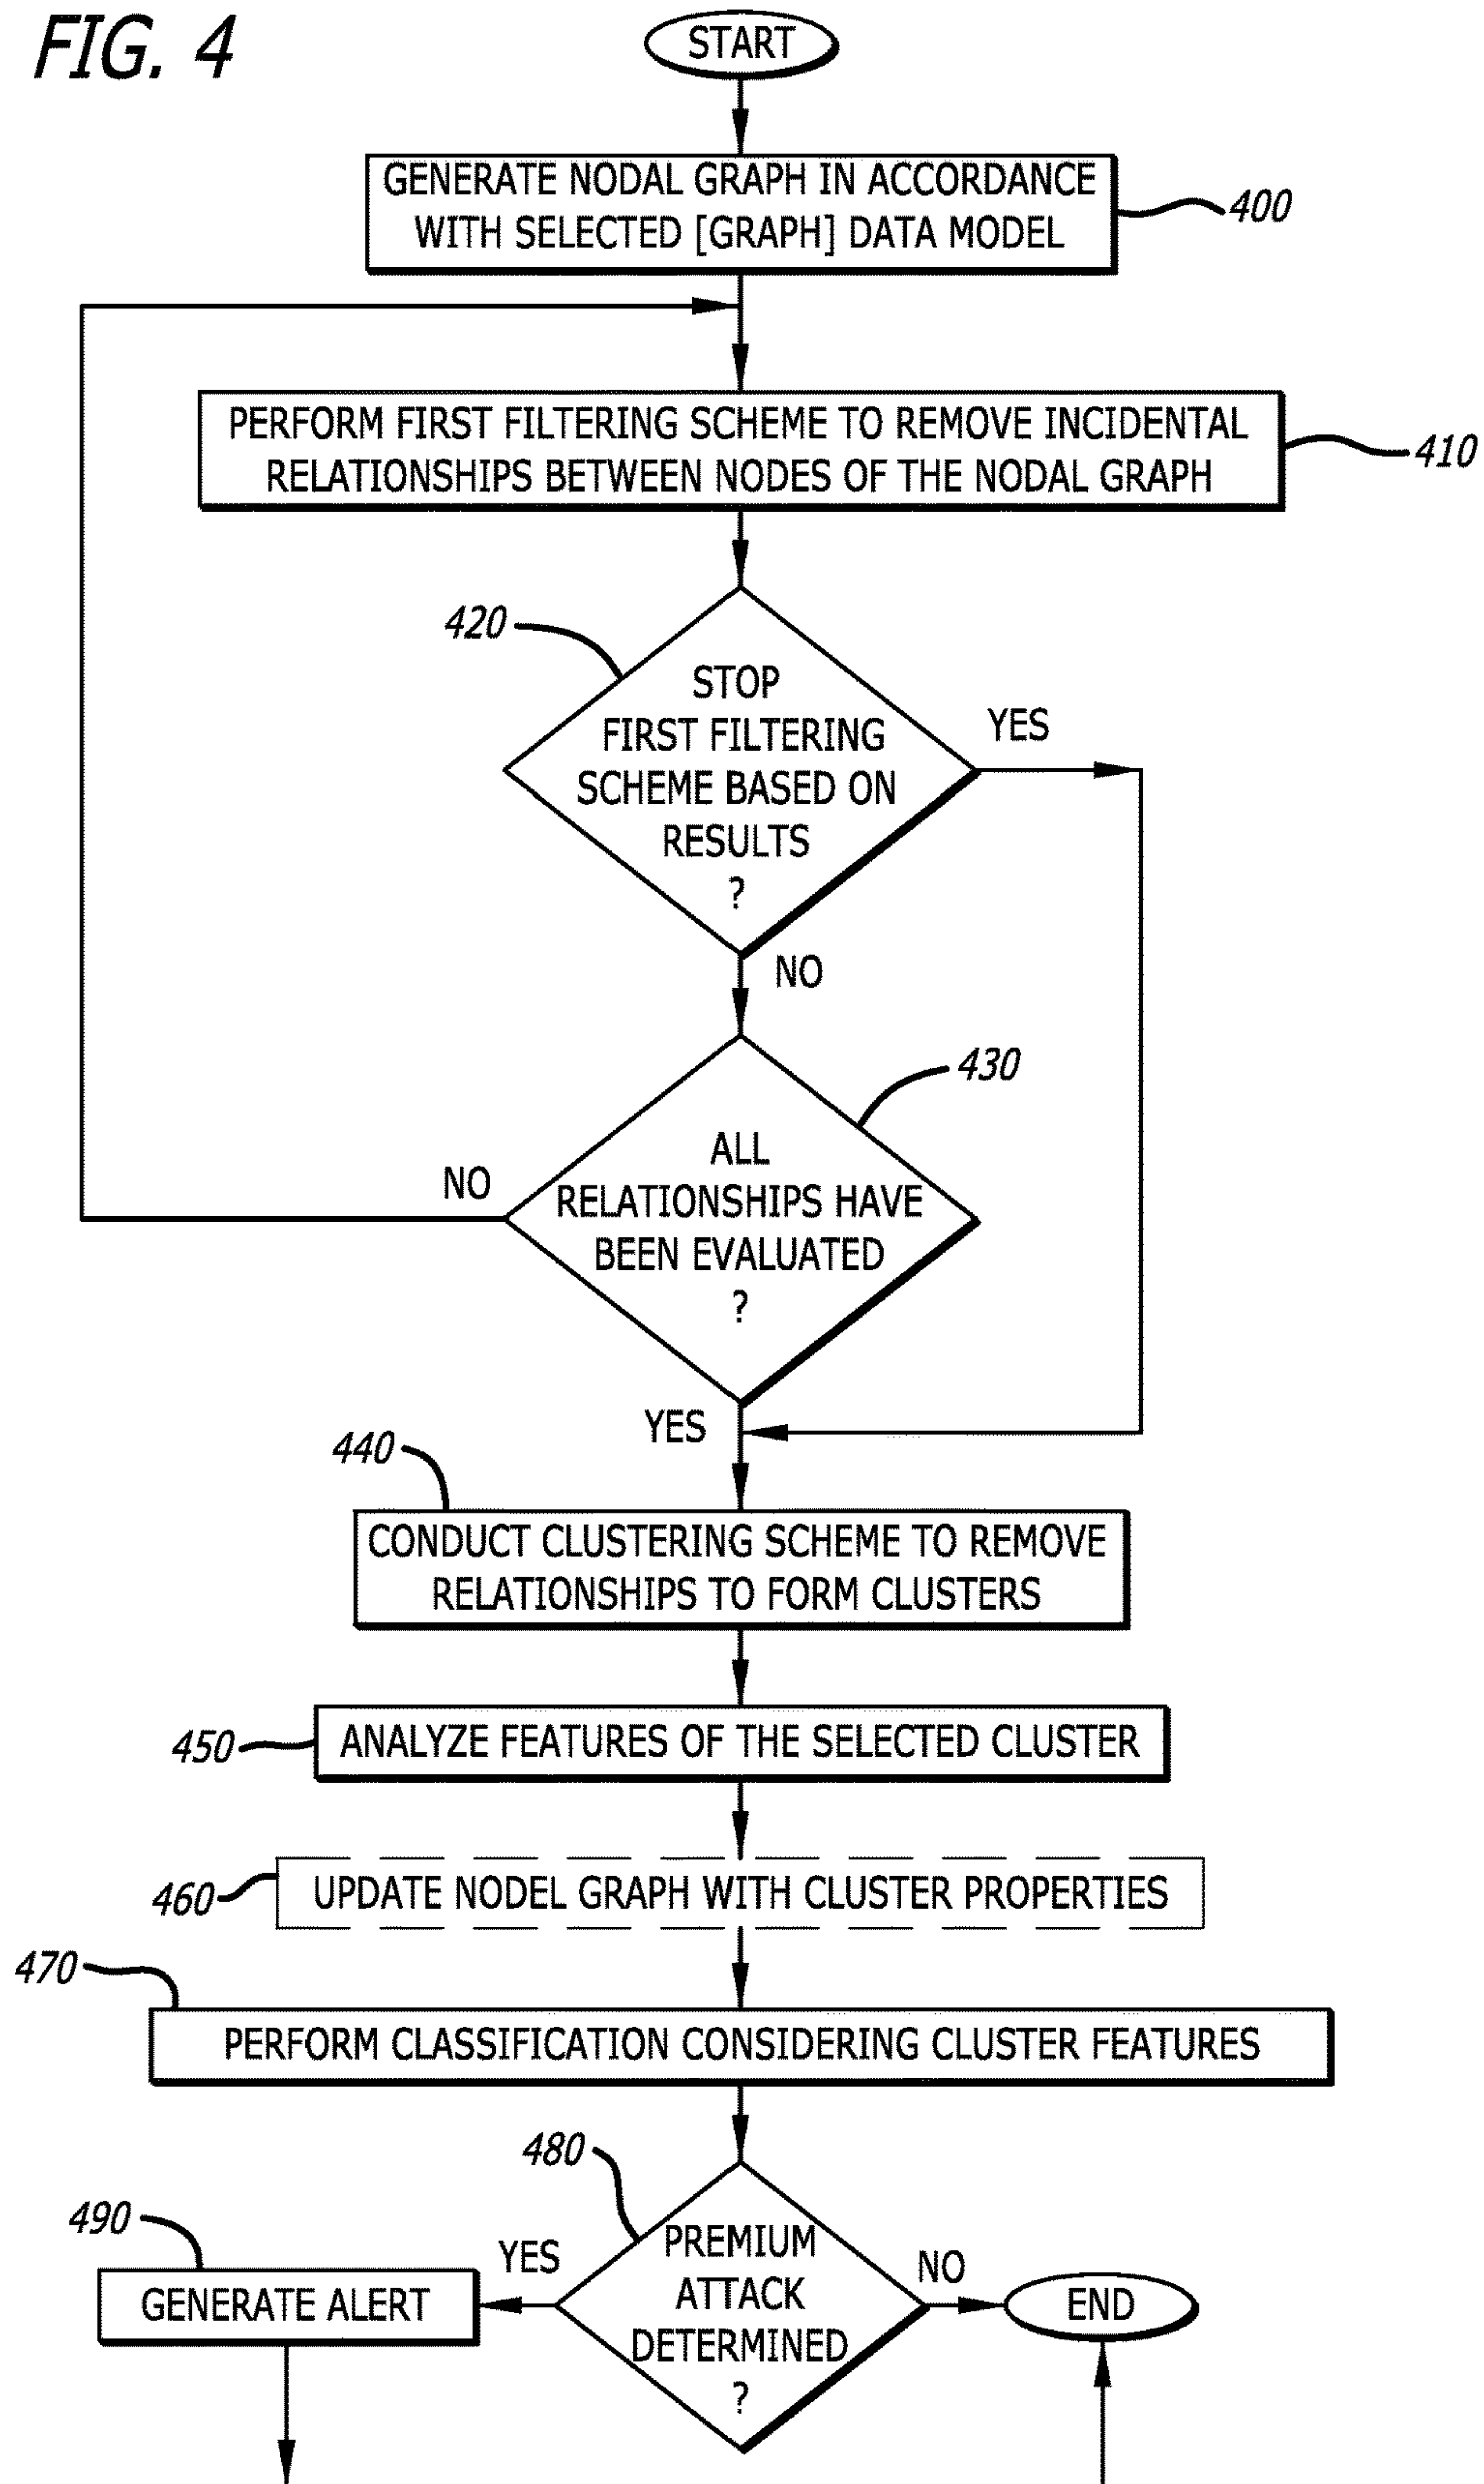 FIG. 4
START
GENERATE NODAL GRAPH IN ACCORDANCE
WITH SELECTED [GRAPH] DATA MODEL
400
PERFORM FIRST FILTERING SCHEME TO REMOVE INCIDENTAL
RELATIONSHIPS BETWEEN NODES OF THE NODAL GRAPH
410
420
STOP
FIRST FILTERING
SCHEME BASED ON
RESULTS
?
YES
NO
430
ALL
RELATIONSHIPS HAVE
BEEN EVALUATED
?
NO
YES
440
CONDUCT CLUSTERING SCHEME TO REMOVE
RELATIONSHIPS TO FORM CLUSTERS
450
ANALYZE FEATURES OF THE SELECTED CLUSTER
460
UPDATE NODEL GRAPH WITH CLUSTER PROPERTIES
470
PERFORM CLASSIFICATION CONSIDERING CLUSTER FEATURES
480
PREMIUM
ATTACK
DETERMINED
?
YES
NO
490
GENERATE ALERT
END